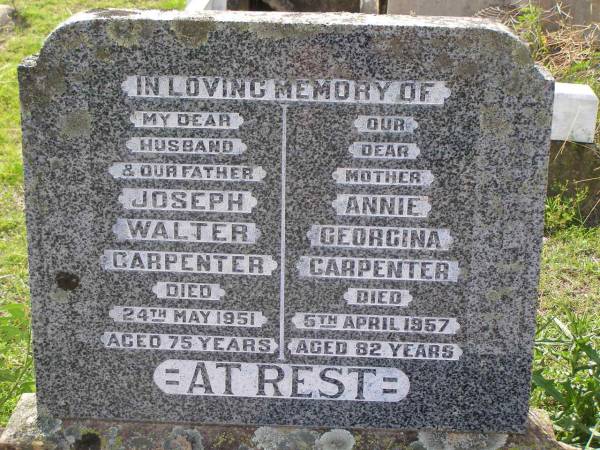 IN LOVING MEMORY OF
MY DEAR
HUSBAND
& OUR FATHER
JOSEPH
WALTER
CARPENTER
DIED
24TH MAY 1951
AGED 75 YEARS
OUR
DEAR
MOTHER
ANNIE
GEORGINA
CARPENTER
DIED
5TH APRIL 1957
AGED 82 YEARS
=AT REST=